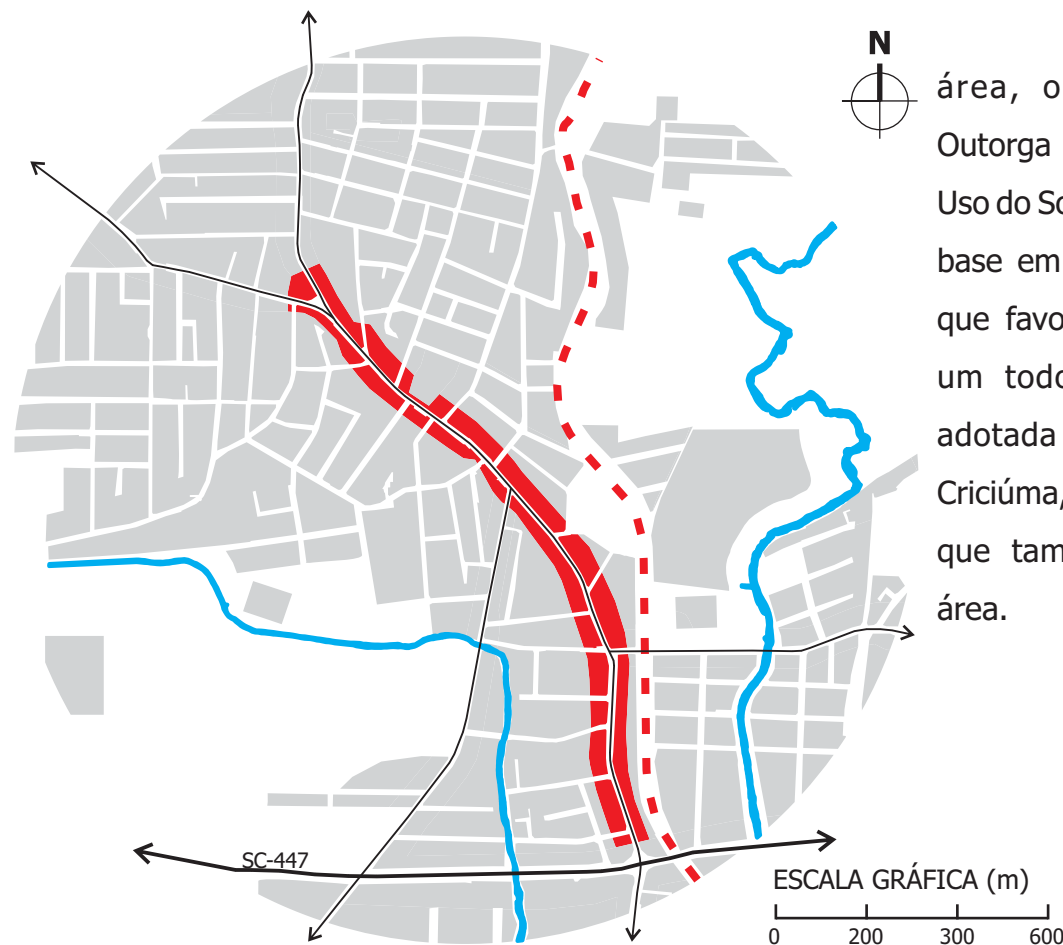 N
área, o
Outorga
Uso do So
base em
que favo
um todo
adotada
Criciúma,
que tam
área.
SC-447
ESCALA GRÁFICA (m)
0 200 300 600